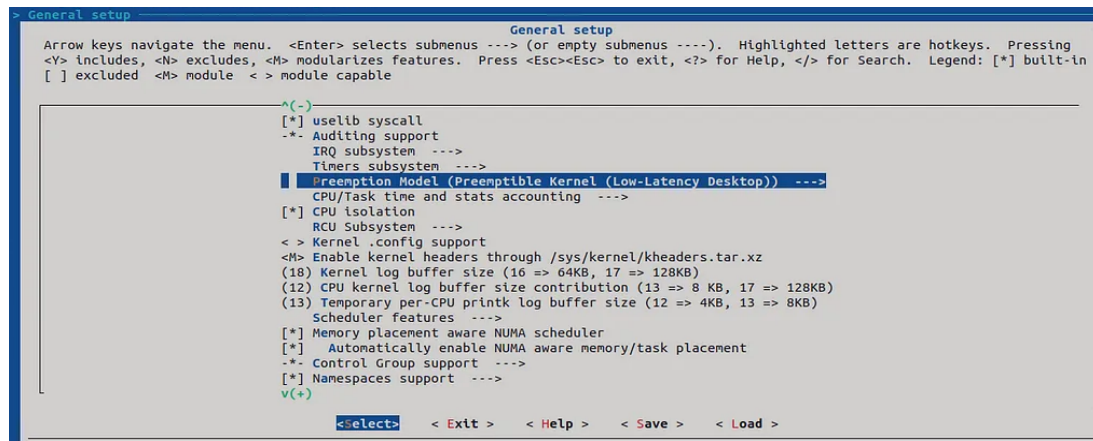 > General setup
General setup
Arrow keys navigate the menu. <Enter> selects submenus ---> (or empty submenus ----). Highlighted letters are hotkeys. Pressing
<Y> includes, <N> excludes, <M> modularizes features. Press <Esc><Esc> to exit, <?> for Help, </> for Search. Legend: [*] built-in
[ ] excluded <M> module < > module capable
^(-)
[*] uselib syscall
-*- Auditing support
IRQ subsystem --->
Timers subsystem --->
Preemption Model (Preemptible Kernel (Low-Latency Desktop)) --->
CPU/Task time and stats accounting --->
[*] CPU isolation
RCU Subsystem --->
< > Kernel .config support
<M> Enable kernel headers through /sys/kernel/kheaders.tar.xz
(18) Kernel log buffer size (16 => 64KB, 17 => 128KB)
(12) CPU kernel log buffer size contribution (13 => 8 KB, 17 => 128KB)
(13) Temporary per-CPU printk log buffer size (12 => 4KB, 13 => 8KB)
Scheduler features --->
[*] Memory placement aware NUMA scheduler
[*] Automatically enable NUMA aware memory/task placement
-*- Control Group support --->
[*] Namespaces support --->
v(+)
<Select> < Exit > < Help > < Save > < Load >